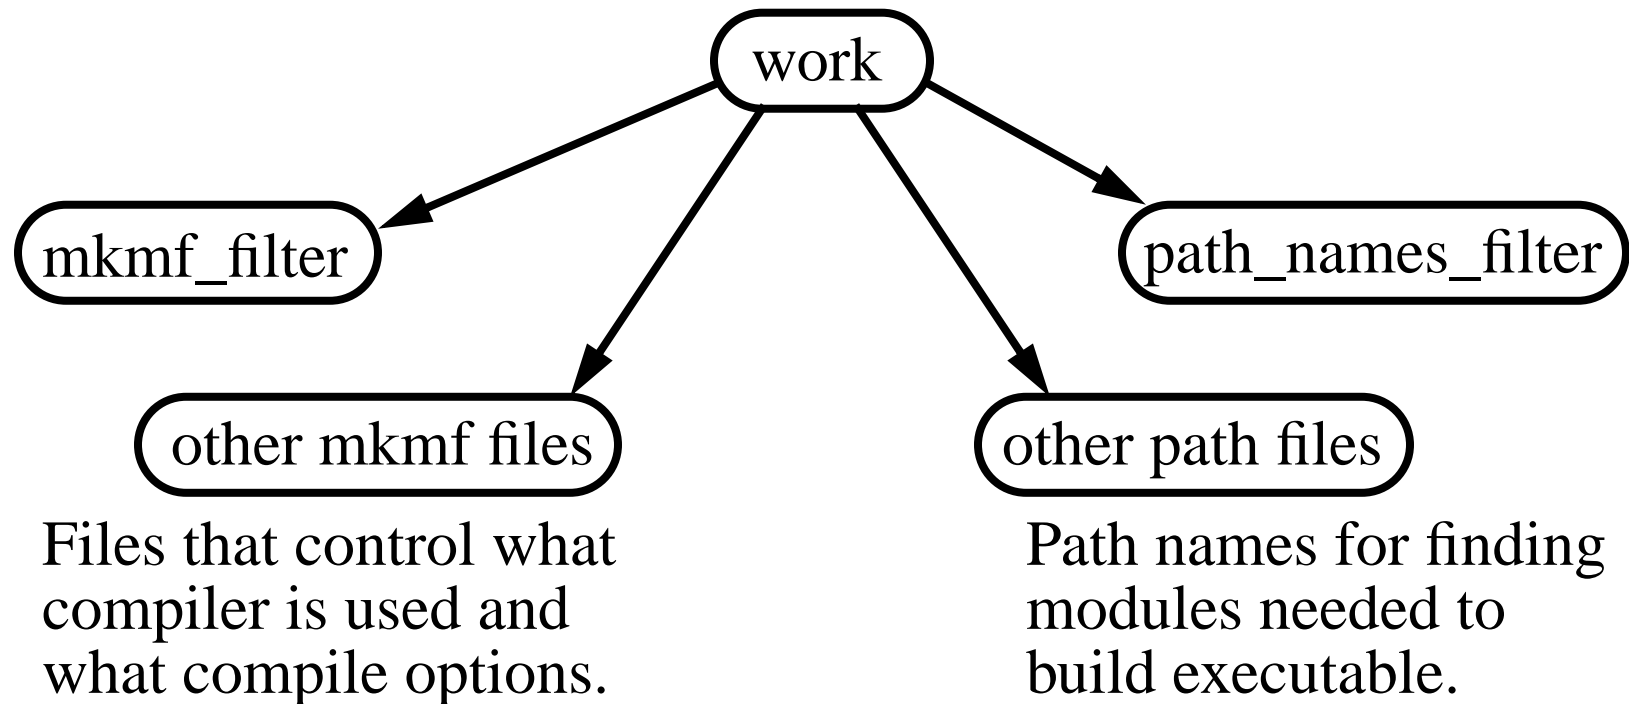 work
mkmf_filter
path_names_filter
other mkmf files
other path files
Files that control what
compiler is used and
what compile options.
Path names for finding
modules needed to
build executable.